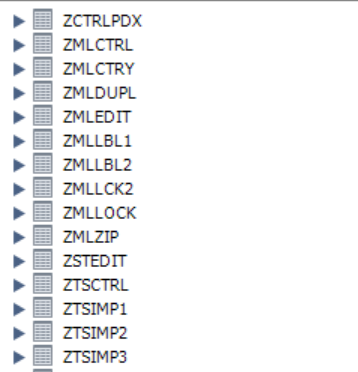 ZCTRLPDX
ZMLCTRL
ZMLCTRY
ZMLDUPL
ZMLEDIT
ZMLLBL1
ZMLLBL2
ZMLLCK2
ZMLLOCK
ZMLZIP
ZSTEDIT
ZTSCTRL
ZTSIMP1
ZTSIMP2
ZTSIMP3